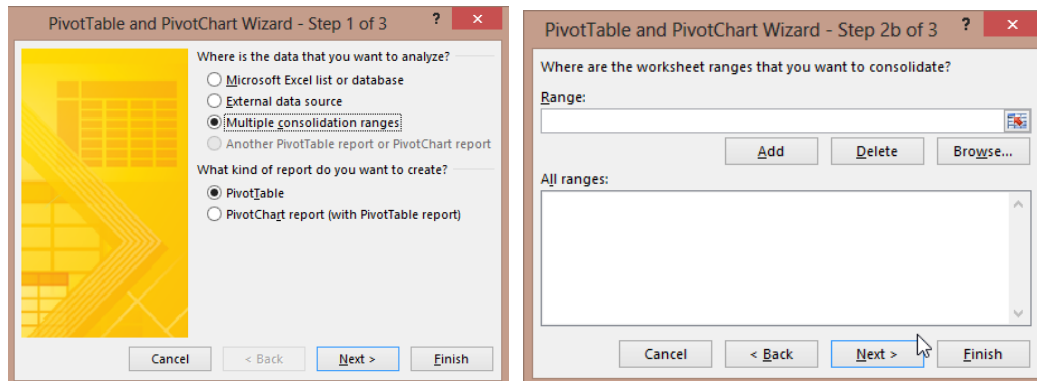 PivotTable and PivotChart Wizard - Step 1 of 3
?
×
Where is the data that you want to analyze?
Microsoft Excel list or database
External data source
Multiple consolidation ranges
Another PivotTable report or PivotChart report
What kind of report do you want to create?
PivotTable
PivotChart report (with PivotTable report)
Cancel
< Back
Next >
Finish
PivotTable and PivotChart Wizard - Step 2b of 3
?
×
Where are the worksheet ranges that you want to consolidate?
Range:
Add
Delete
Browse...
All ranges:
Cancel
< Back
Next >
Finish